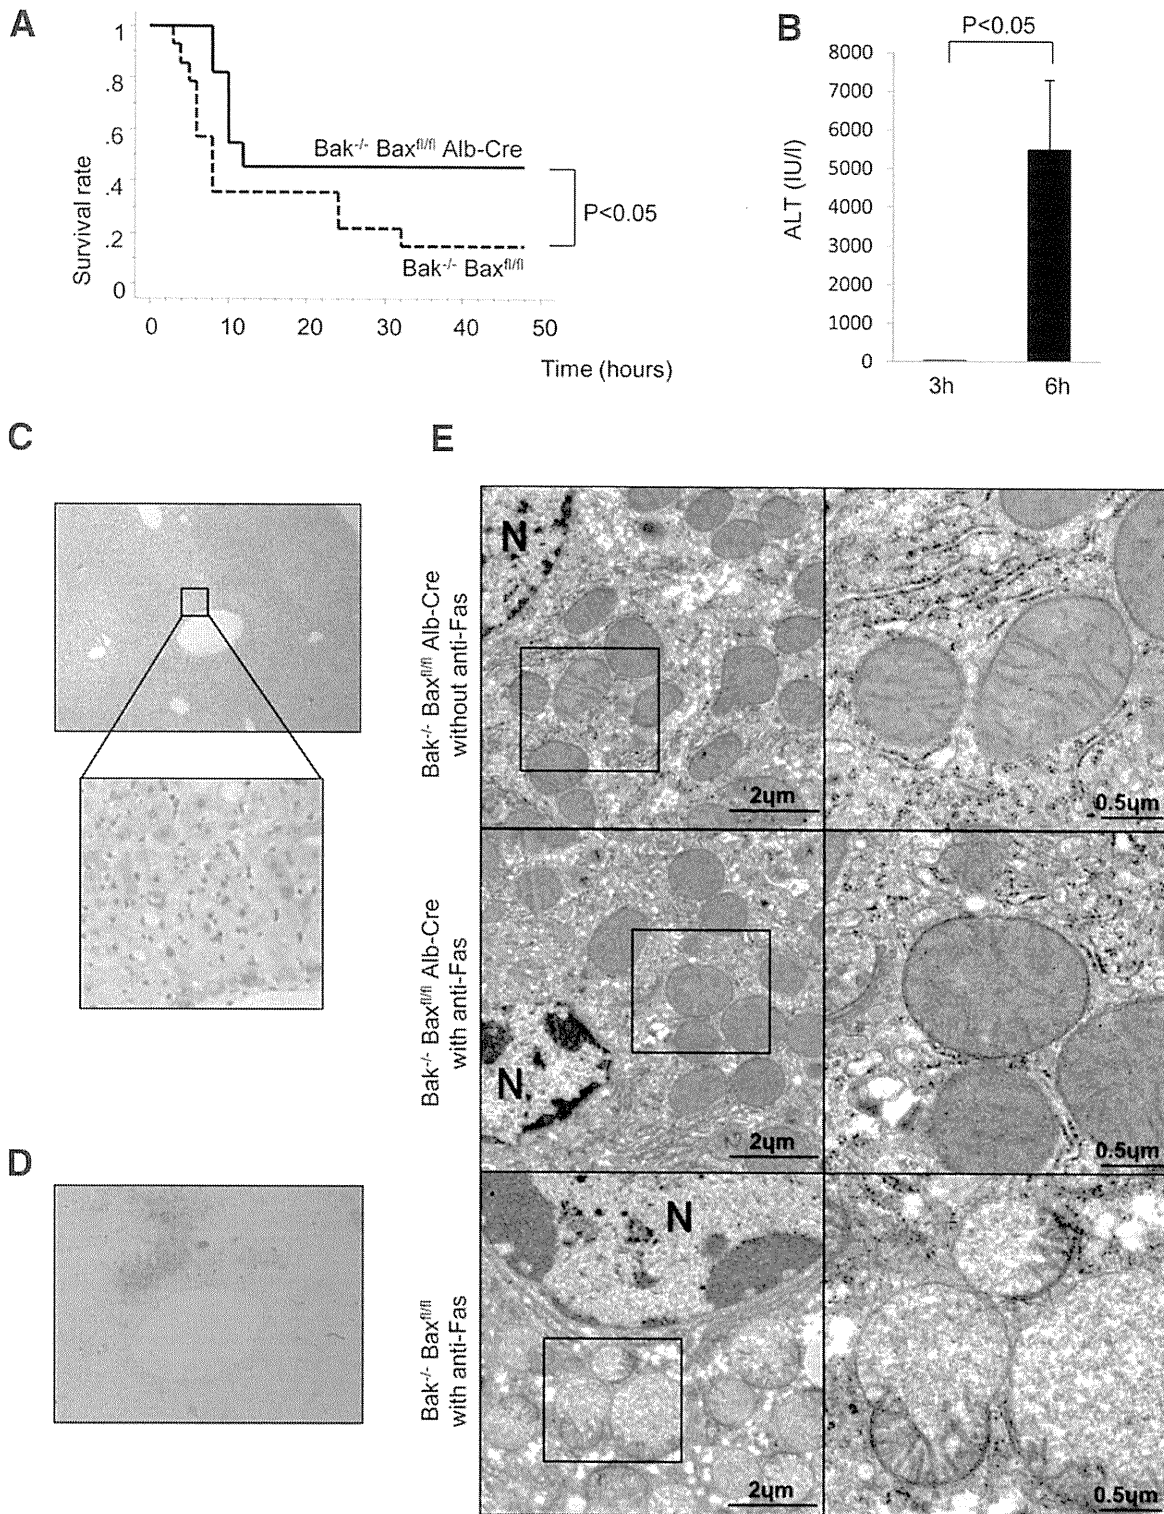 A
1
.8
.6
.4
.2
0
Survival rate
Bak-/- Baxfl/fl Alb-Cre
P<0.05
Bak-/- Baxfl/fl
0 10 20 30 40 50
Time (hours)
B
P<0.05
8000
7000
6000
5000
4000
3000
2000
1000
0
ALT (IU/l)
3h 6h
C
D
E
Bak-/- Baxfl/fl Alb-Cre
without anti-Fas
N
2µm
0.5µm
Bak-/- Baxfl/fl Alb-Cre
with anti-Fas
N
2µm
0.5µm
Bak-/- Baxfl/fl
with anti-Fas
N
2µm
0.5µm